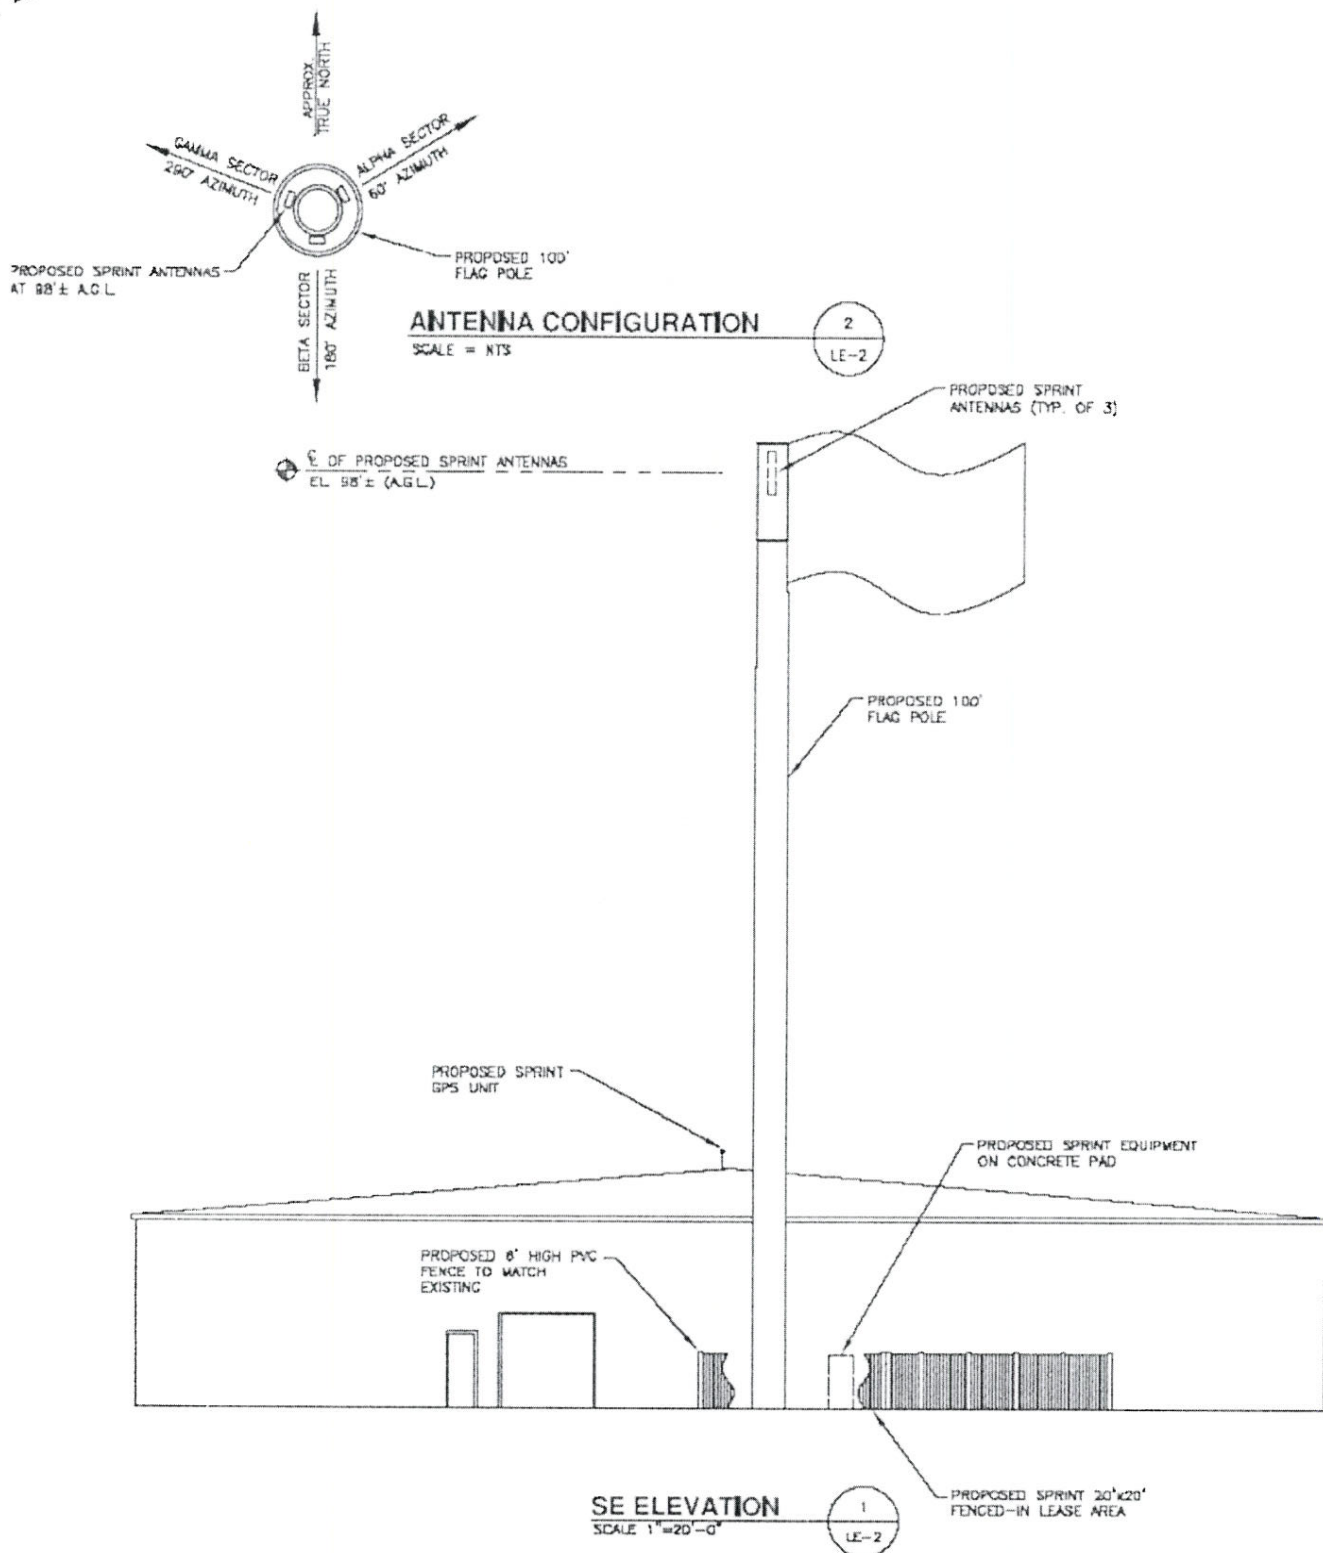 APPROX.
TRUE NORTH
GAMMA SECTOR
290° AZIMUTH
ALPHA SECTOR
60° AZIMUTH
PROPOSED SPRINT ANTENNAS
AT 98'± A.G.L.
PROPOSED 100'
FLAG POLE
BETA SECTOR
180° AZIMUTH
ANTENNA CONFIGURATION
SCALE = NTS
2
LE-2
PROPOSED SPRINT
ANTENNAS (TYP. OF 3)
℄ OF PROPOSED SPRINT ANTENNAS
EL 98'± (A.G.L.)
PROPOSED 100'
FLAG POLE
PROPOSED SPRINT
GPS UNIT
PROPOSED SPRINT EQUIPMENT
ON CONCRETE PAD
PROPOSED 6' HIGH PVC
FENCE TO MATCH
EXISTING
SE ELEVATION
SCALE 1"=20'-0"
1
LE-2
PROPOSED SPRINT 20'x20'
FENCED-IN LEASE AREA